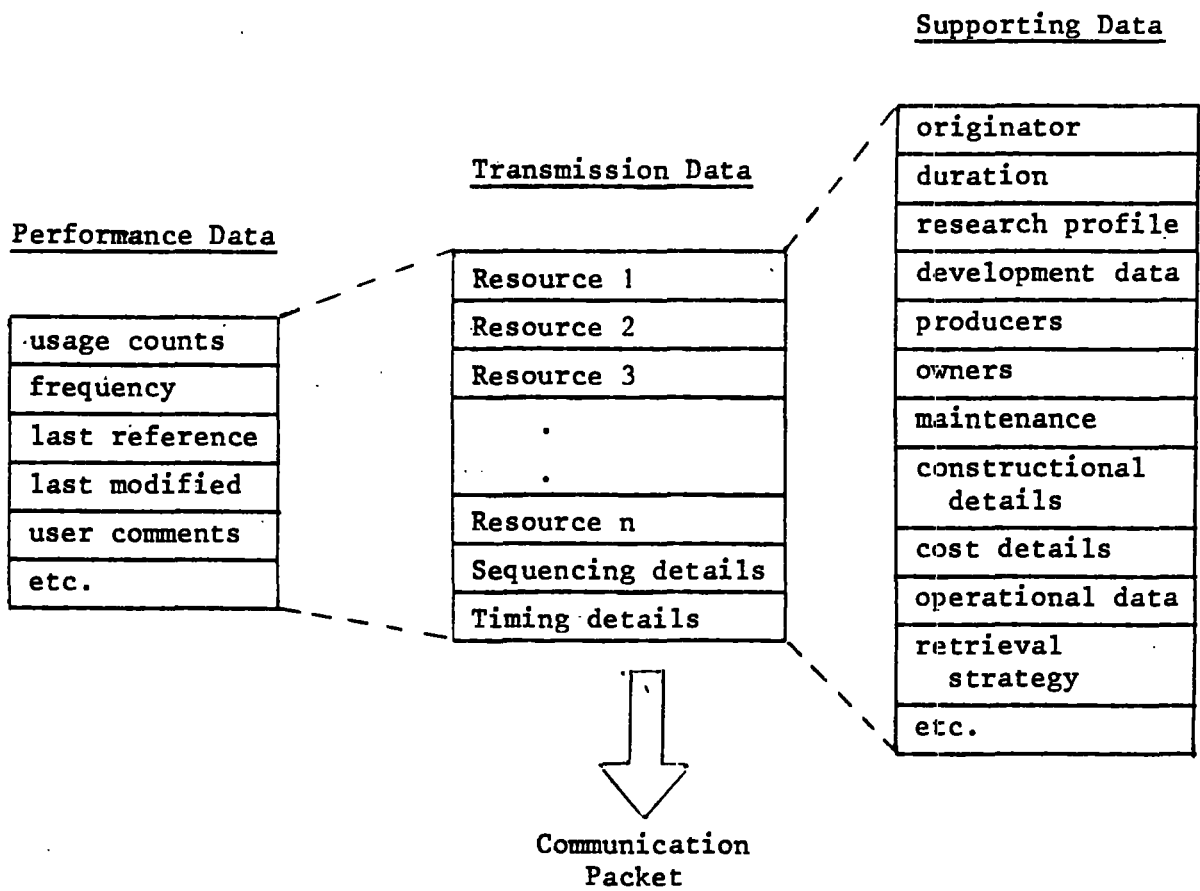 Supporting Data
originator
duration
research profile
development data
producers
owners
maintenance
constructional
details
cost details
operational data
retrieval
strategy
etc.
Transmission Data
Resource 1
Resource 2
Resource 3
.
.
Resource n
Sequencing details
Timing details
Performance Data
usage counts
frequency
last reference
last modified
user comments
etc.
Communication
Packet